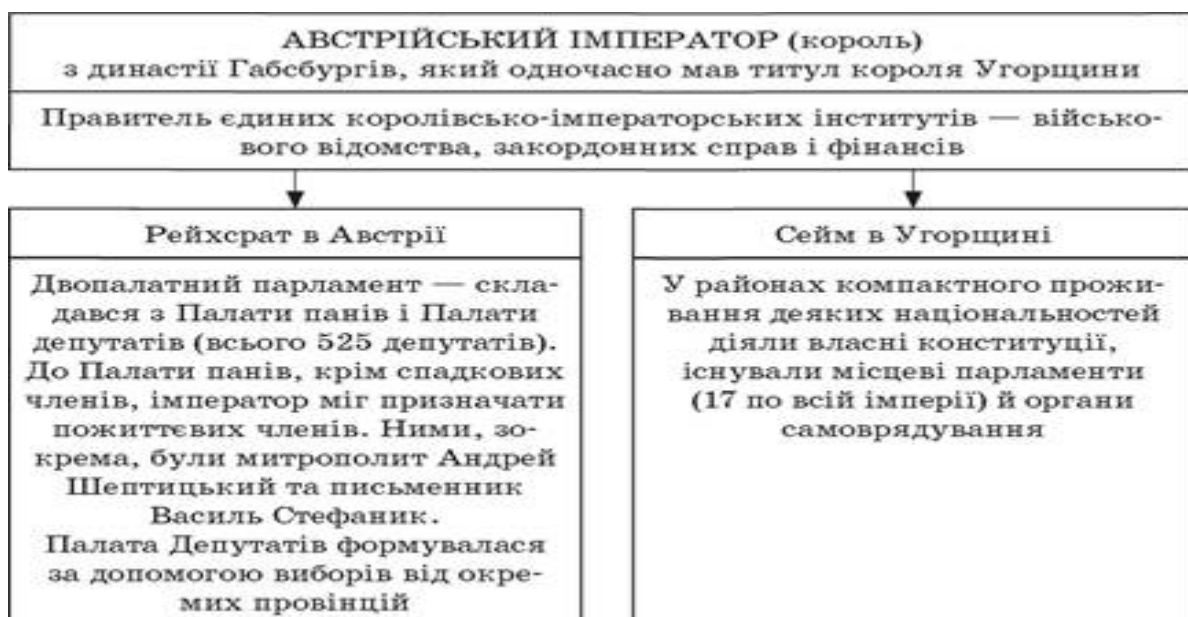 АВСТРІЙСЬКИЙ ІМПЕРАТОР (король)
з династії Габсбургів, який одночасно мав титул короля Угорщини
Правитель єдиних королівсько-імператорських інститутів — військо-
вого відомства, закордонних справ і фінансів
Рейхсрат в Австрії
Двопалатний парламент — скла-
дався з Палати панів і Палати
депутатів (всього 525 депутатів).
До Палати панів, крім спадкових
членів, імператор міг призначати
пожиттєвих членів. Ними, зо-
крема, були митрополит Андрей
Шептицький та письменник
Василь Стефаник.
Палата Депутатів формувалася
за допомогою виборів від окре-
мих провінцій
Сейм в Угорщині
У районах компактного прожи-
вання деяких національностей
діяли власні конституції,
існували місцеві парламенти
(17 по всій імперії) й органи
самоврядування